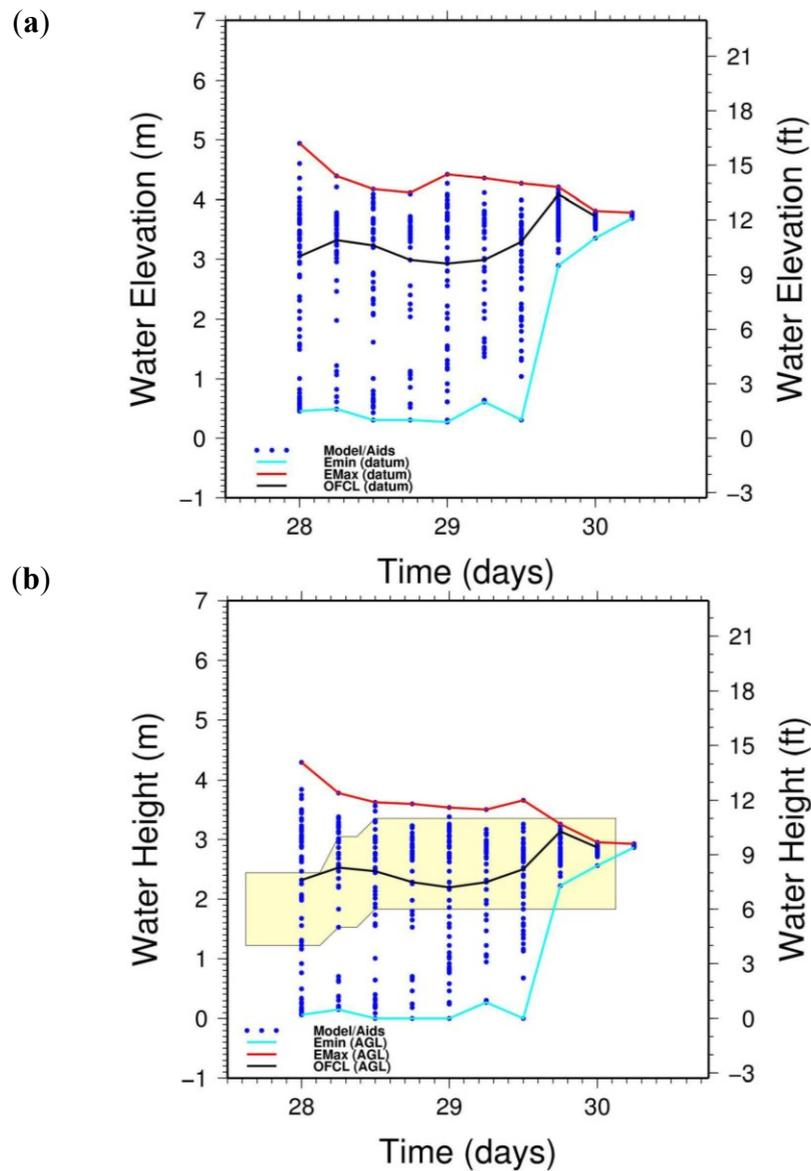 (a)
7
6
5
4
3
2
1
0
−1
Water Elevation (m)
21
18
15
12
9
6
3
0
−3
Water Elevation (ft)
Model/Aids
Emin (datum)
EMax (datum)
OFCL (datum)
28 29 30
Time (days)
(b)
7
6
5
4
3
2
1
0
−1
Water Height (m)
21
18
15
12
9
6
3
0
−3
Water Height (ft)
Model/Aids
Emin (AGL)
EMax (AGL)
OFCL (AGL)
28 29 30
Time (days)